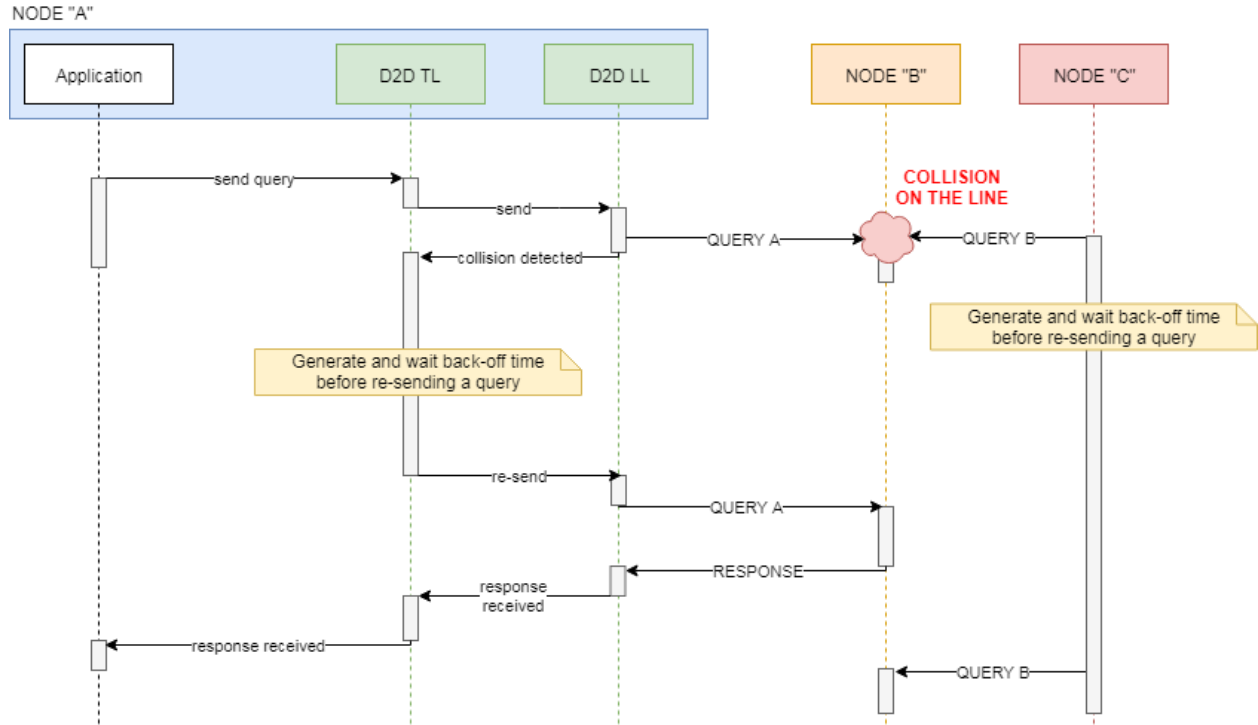 NODE "A"
Application
D2D TL
D2D LL
NODE "B"
NODE "C"
send query
COLLISION
ON THE LINE
send
QUERY A
QUERY B
collision detected
Generate and wait back-off time
before re-sending a query
Generate and wait back-off time
before re-sending a query
re-send
QUERY A
RESPONSE
response
received
response received
QUERY B